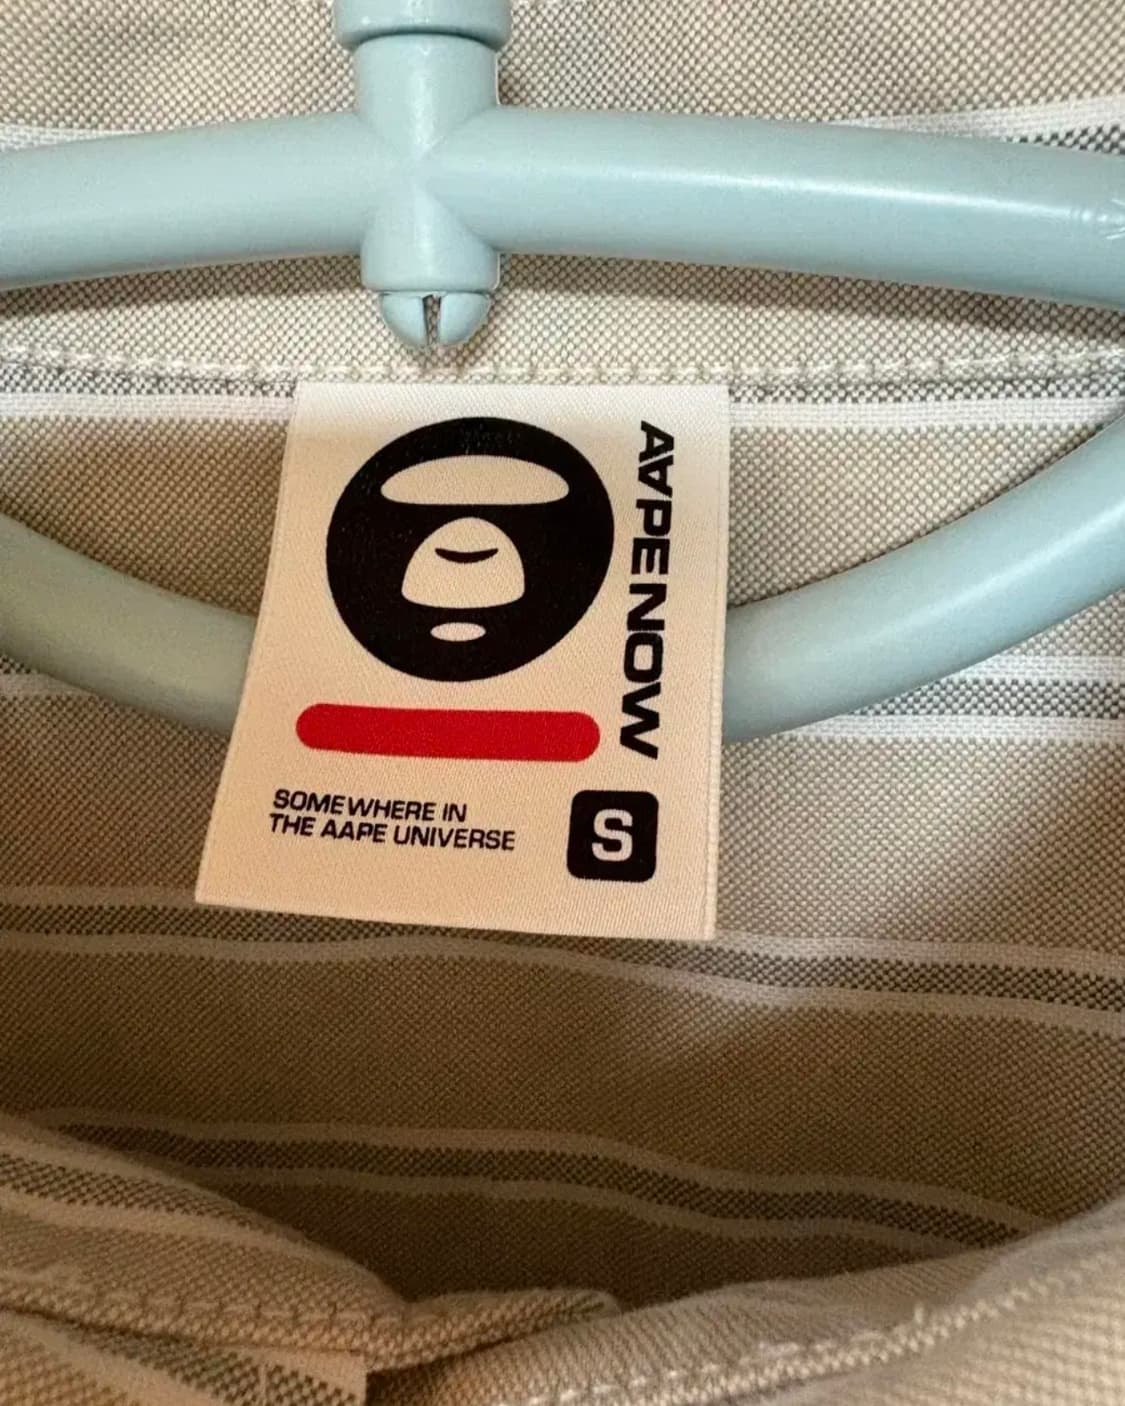 AAPE NOW
SOMEWHERE IN
THE AAPE UNIVERSE
S